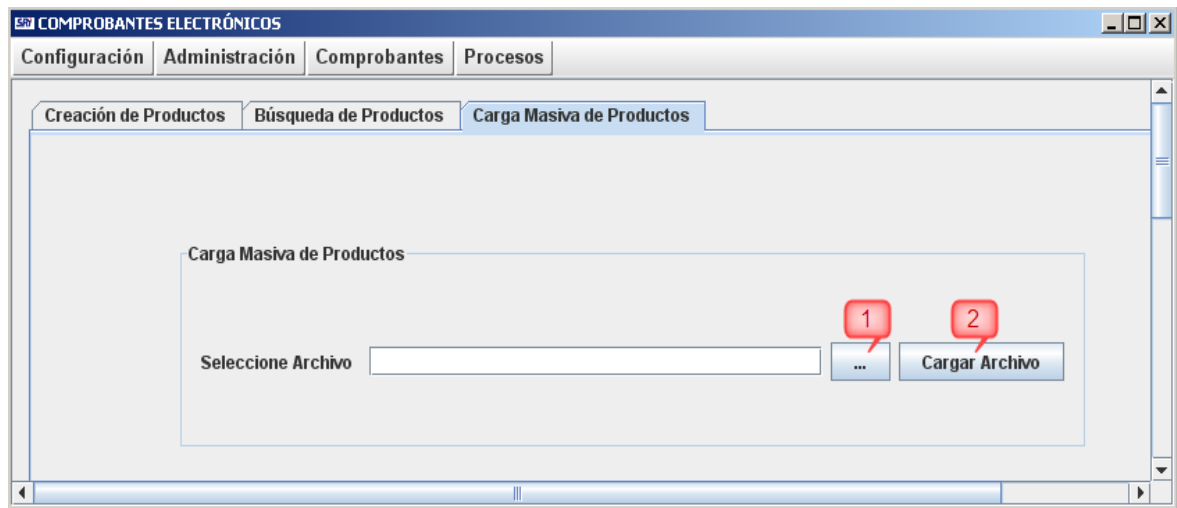 SRI COMPROBANTES ELECTRÓNICOS
Configuración Administración Comprobantes Procesos
Creación de Productos Búsqueda de Productos Carga Masiva de Productos
Carga Masiva de Productos
1 2
Seleccione Archivo ... Cargar Archivo